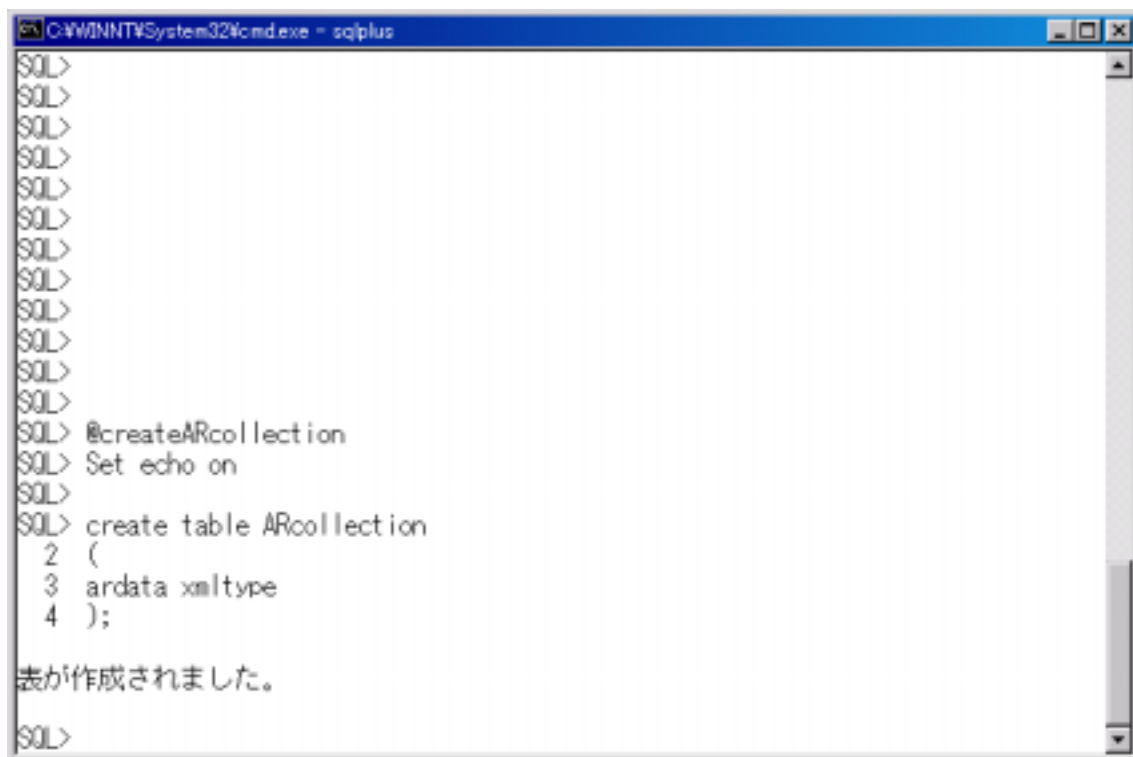 C:¥WINNT¥System32¥cmd.exe - sqlplus
SQL>
SQL>
SQL>
SQL>
SQL>
SQL>
SQL>
SQL>
SQL>
SQL>
SQL>
SQL>
SQL> @createARcollection
SQL> Set echo on
SQL>
SQL> create table ARcollection
2 (
3 ardata xmltype
4 );
表が作成されました。
SQL>